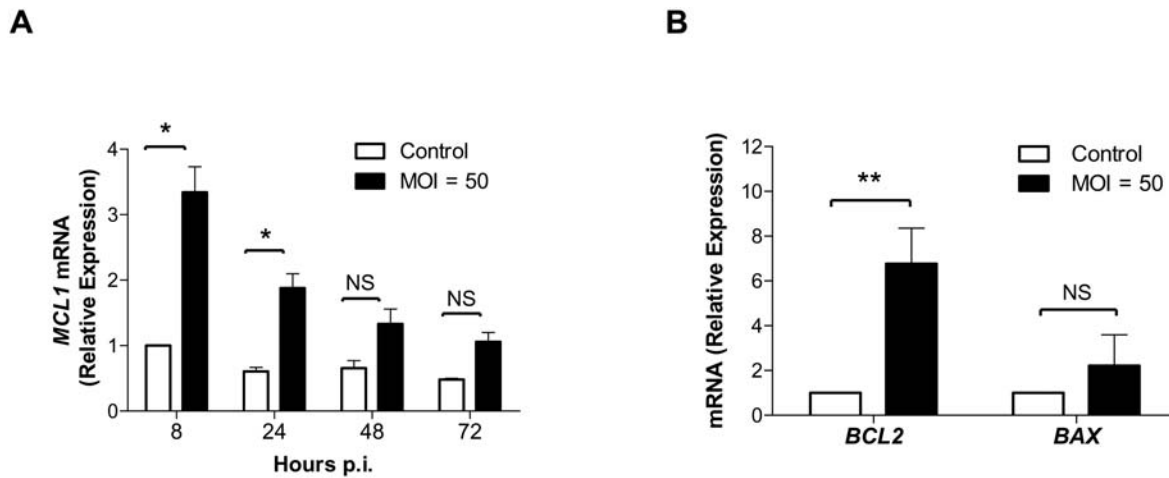 A
MCL1 mRNA
(Relative Expression)
4
3
2
1
0
*
*
NS
NS
Control
MOI = 50
8 24 48 72
Hours p.i.
B
mRNA (Relative Expression)
12
10
8
6
4
2
0
**
NS
Control
MOI = 50
BCL2 BAX